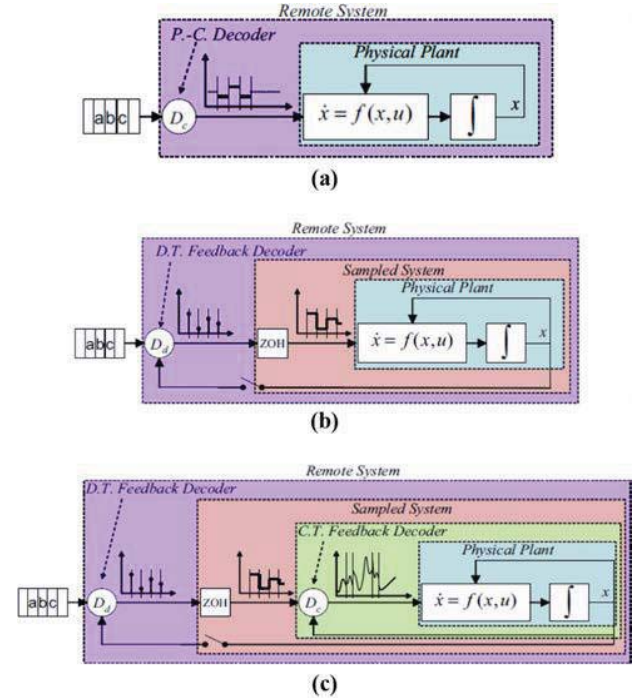 Remote System
P.-C. Decoder
Physical Plant
abc
D_c
ẋ = f(x,u)
∫
x
(a)
Remote System
D.T. Feedback Decoder
Sampled System
Physical Plant
abc
D_d
ZOH
ẋ = f(x,u)
∫
x
(b)
Remote System
D.T. Feedback Decoder
Sampled System
C.T. Feedback Decoder
Physical Plant
abc
D_d
ZOH
D_c
ẋ = f(x,u)
∫
x
(c)